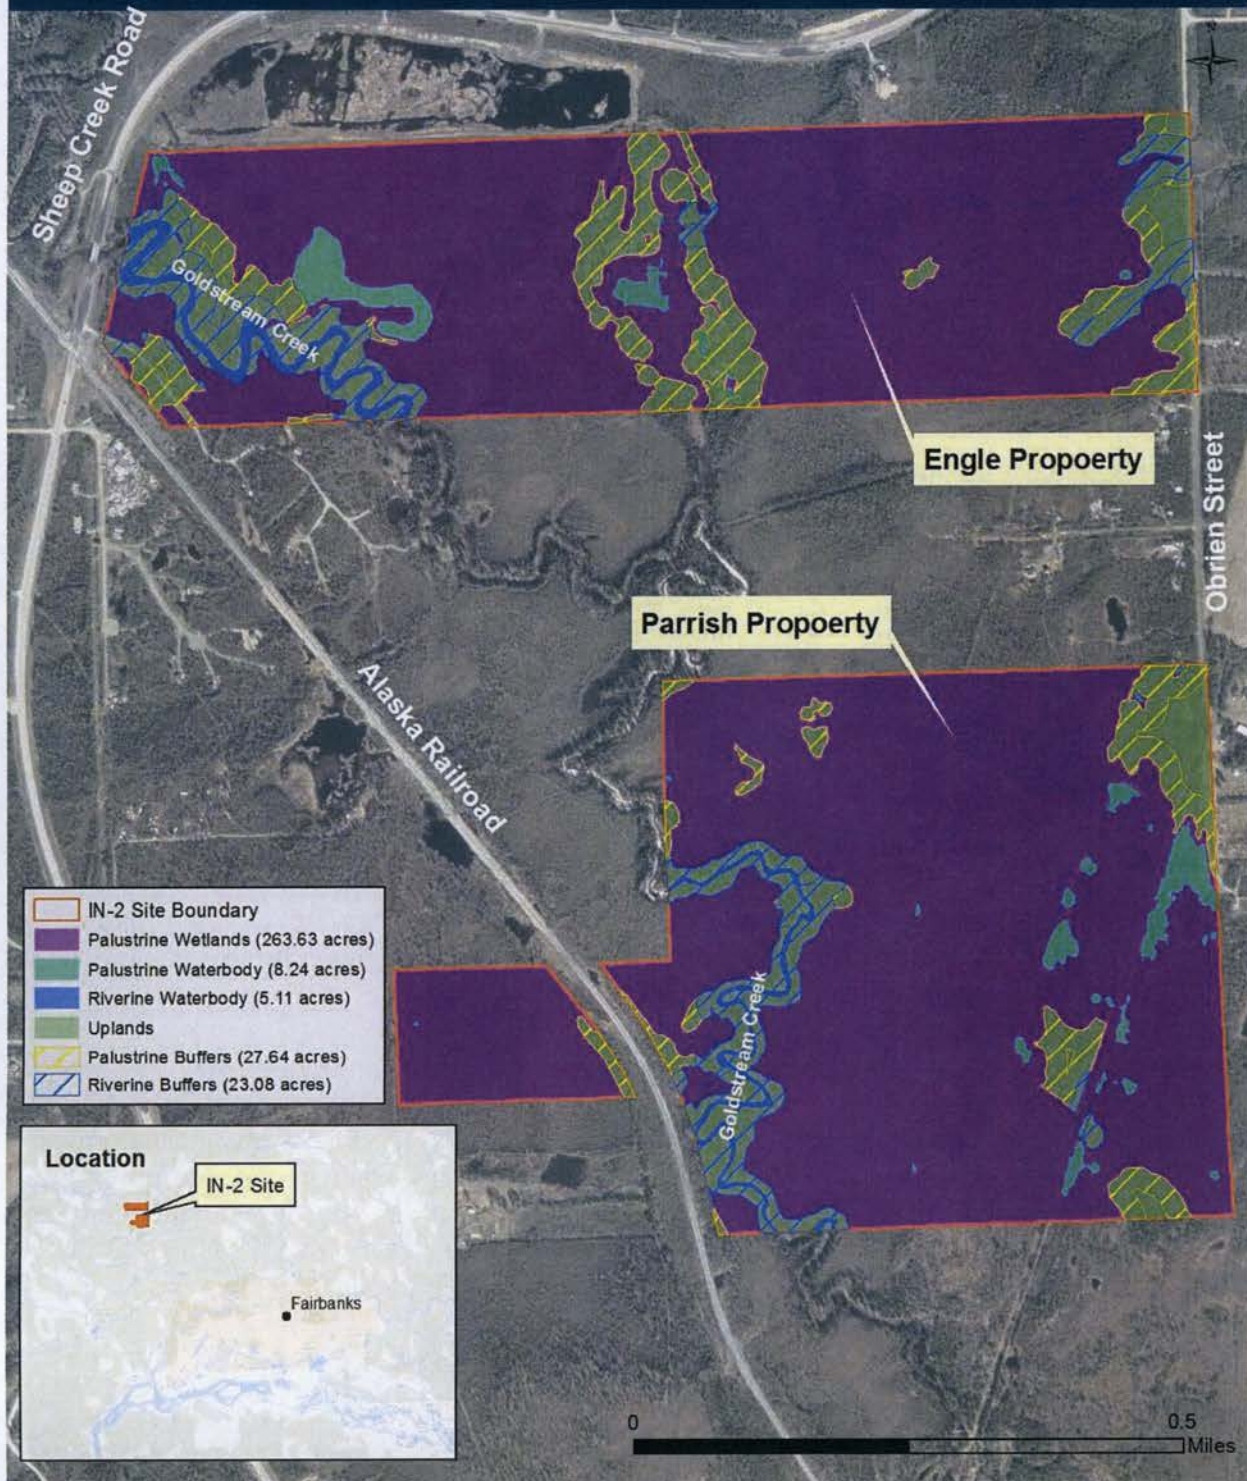 Sheep Creek Road
Goldstream Creek
Engle Propoerty
Obrien Street
Parrish Propoerty
Alaska Railroad
Goldstream Creek
IN-2 Site Boundary
Palustrine Wetlands (263.63 acres)
Palustrine Waterbody (8.24 acres)
Riverine Waterbody (5.11 acres)
Uplands
Palustrine Buffers (27.64 acres)
Riverine Buffers (23.08 acres)
Location
IN-2 Site
Fairbanks
0 0.5
Miles